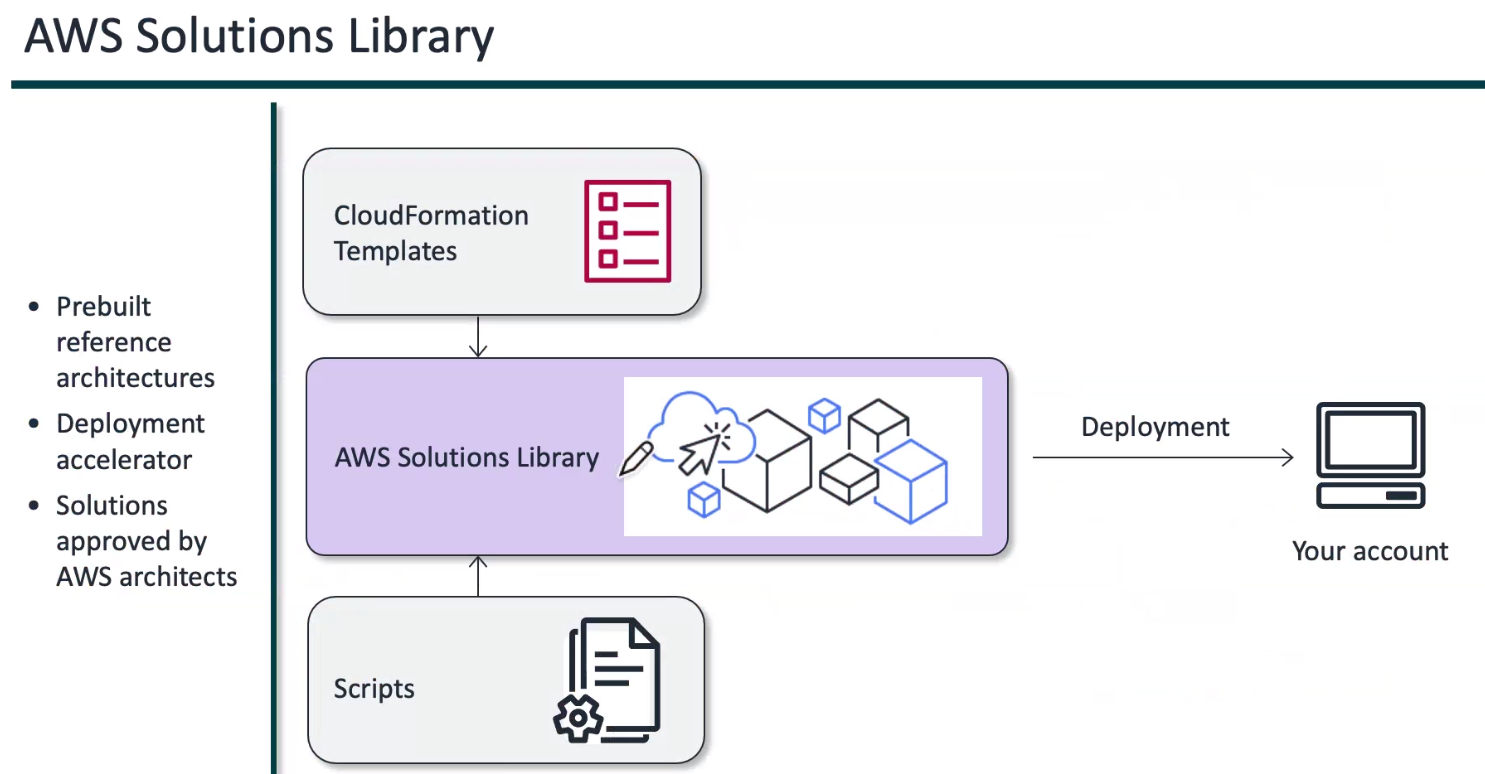 AWS Solutions Library
• Prebuilt
reference
architectures
• Deployment
accelerator
• Solutions
approved by
AWS architects
CloudFormation
Templates
AWS Solutions Library
Scripts
Deployment
Your account